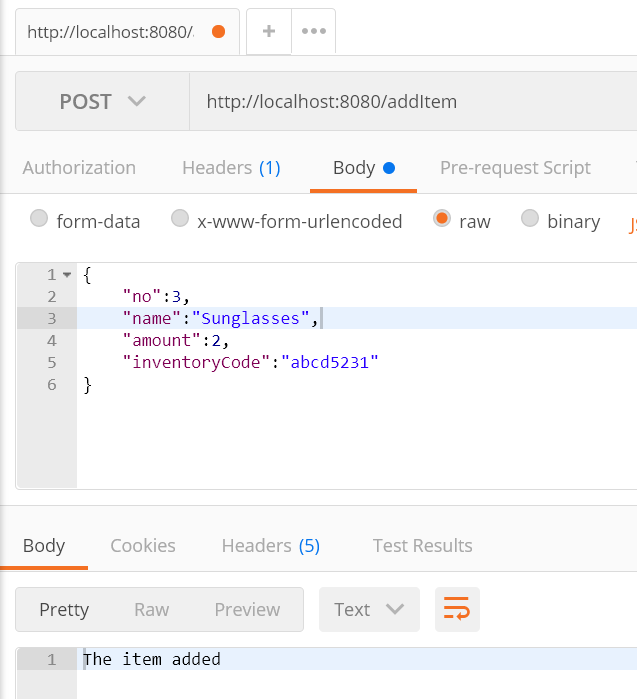 http://localhost:8080/
POST http://localhost:8080/addItem
Authorization Headers (1) Body Pre-request Script
form-data x-www-form-urlencoded raw binary
1 {
2 "no":3,
3 "name":"Sunglasses",
4 "amount":2,
5 "inventoryCode":"abcd5231"
6 }
Body Cookies Headers (5) Test Results
Pretty Raw Preview Text
1 The item added